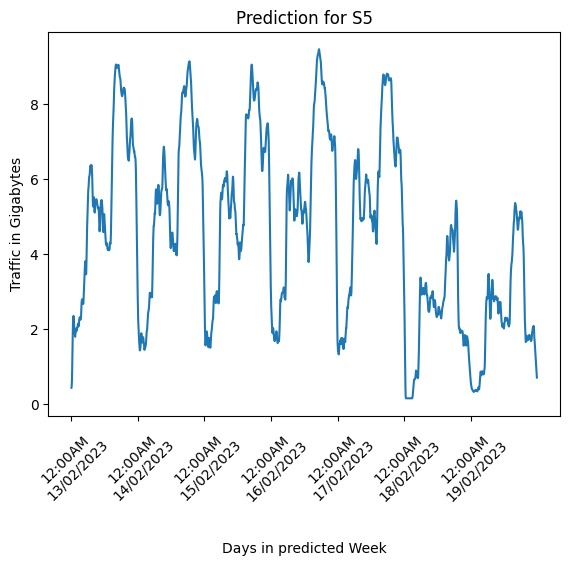 Prediction for S5
Traffic in Gigabytes
8
6
4
2
0
12:00AM
13/02/2023
12:00AM
14/02/2023
12:00AM
15/02/2023
12:00AM
16/02/2023
12:00AM
17/02/2023
12:00AM
18/02/2023
12:00AM
19/02/2023
Days in predicted Week